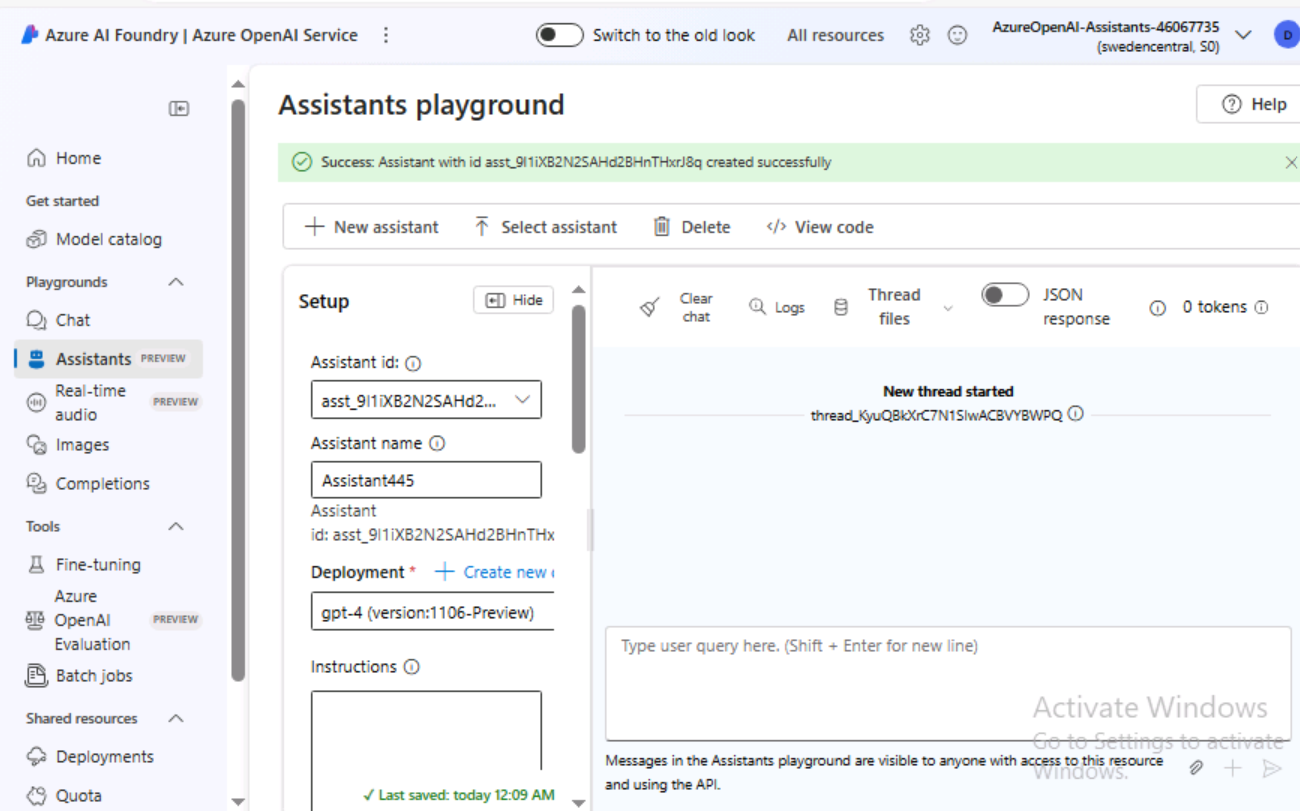 Azure AI Foundry | Azure OpenAI Service
Switch to the old look
All resources
AzureOpenAI-Assistants-46067735
(swedencentral, S0)
D
Home
Get started
Model catalog
Playgrounds
Chat
Assistants PREVIEW
Real-time
audio
PREVIEW
Images
Completions
Tools
Fine-tuning
Azure
OpenAI
Evaluation
PREVIEW
Batch jobs
Shared resources
Deployments
Quota
Assistants playground
Help
Success: Assistant with id asst_9I1iXB2N2SAHd2BHnTHxrJ8q created successfully
New assistant
Select assistant
Delete
</> View code
Setup
Hide
Assistant id:
asst_9I1iXB2N2SAHd2...
Assistant name
Assistant445
Assistant
id: asst_9I1iXB2N2SAHd2BHnTHx
Deployment * + Create new
gpt-4 (version:1106-Preview)
Instructions
✓ Last saved: today 12:09 AM
Clear
chat
Logs
Thread
files
JSON
response
0 tokens
New thread started
thread_KyuQBkXrC7N1SIwACBVYBWPQ
Type user query here. (Shift + Enter for new line)
Activate Windows
Go to Settings to activate
Windows.
Messages in the Assistants playground are visible to anyone with access to this resource
and using the API.